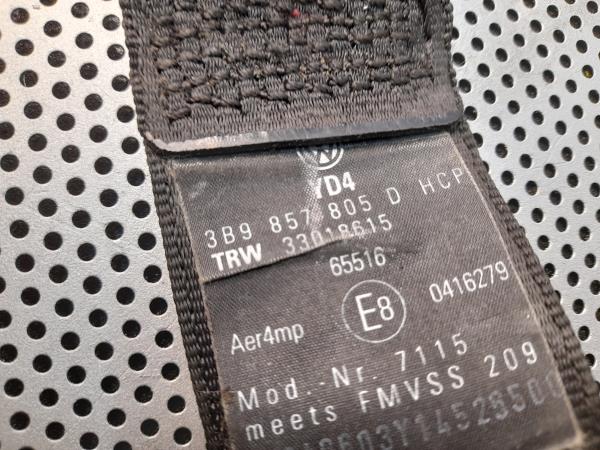 YD4
3B9 857 805 D HCP
TRW 33018615
65516
Aer4mp E8 0416279
Mod.-Nr. 7115
meets FMVSS 209